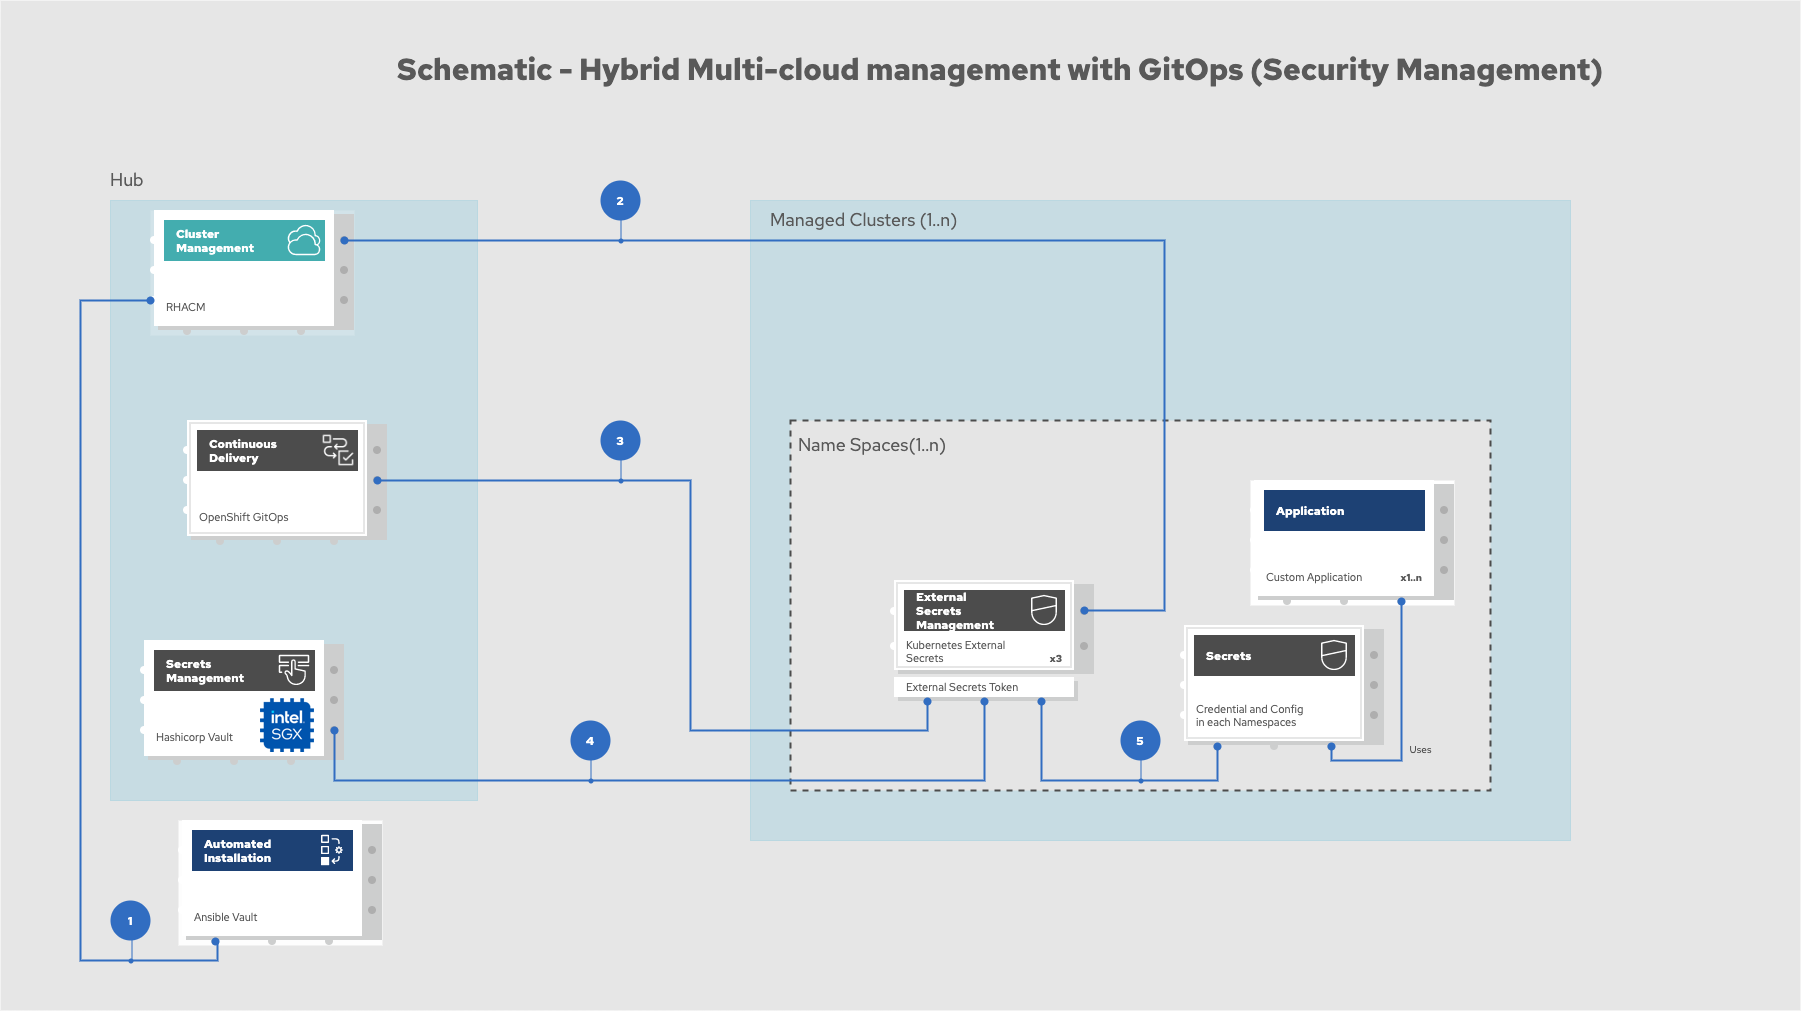 Schematic - Hybrid Multi-cloud management with GitOps (Security Management)
Hub
2
Cluster
Management
RHACM
Managed Clusters (1..n)
3
Continuous
Delivery
OpenShift GitOps
Name Spaces(1..n)
Application
Custom Application
x1..n
External
Secrets
Management
Kubernetes External
Secrets
x3
External Secrets Token
Secrets
Credential and Config
in each Namespaces
Uses
Secrets
Management
Hashicorp Vault
intel
SGX
4
5
Automated
Installation
Ansible Vault
1